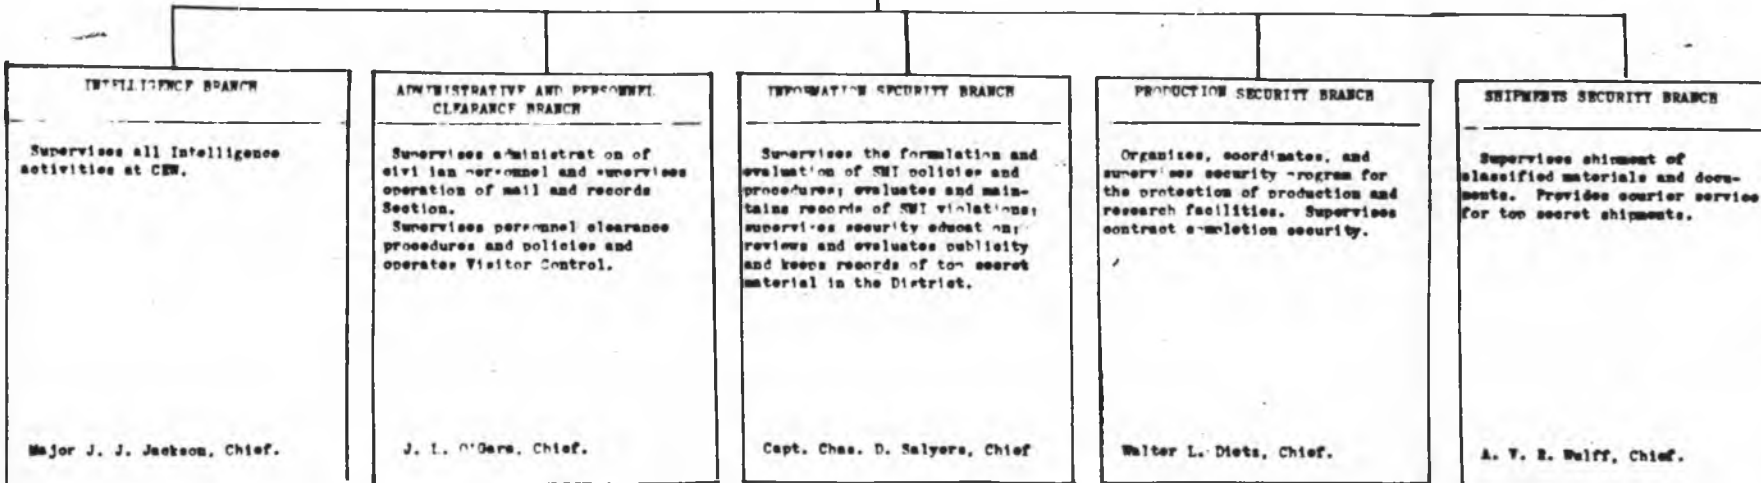 INTELLIGENCE BRANCH
Supervises all Intelligence
activities at CEW.
Major J. J. Jackson, Chief.
ADMINISTRATIVE AND PERSONNEL
CLEARANCE BRANCH
Supervises administration of
civilian personnel and supervises
operation of mail and records
Section.
Supervises personnel clearance
procedures and policies and
operates Visitor Control.
J. L. O'Gara, Chief.
INFORMATION SECURITY BRANCH
Supervises the formulation and
evaluation of SMI policies and
procedures; evaluates and main-
tains records of SMI violations;
supervises security education;
reviews and evaluates publicity
and keeps records of top secret
material in the District.
Capt. Chas. D. Salyers, Chief
PRODUCTION SECURITY BRANCH
Organizes, coordinates, and
supervises security program for
the protection of production and
research facilities. Supervises
contract completion security.
Walter L. Diets, Chief.
SHIPMENTS SECURITY BRANCH
Supervises shipment of
classified materials and docu-
ments. Provides courier service
for top secret shipments.
A. V. R. Wulff, Chief.